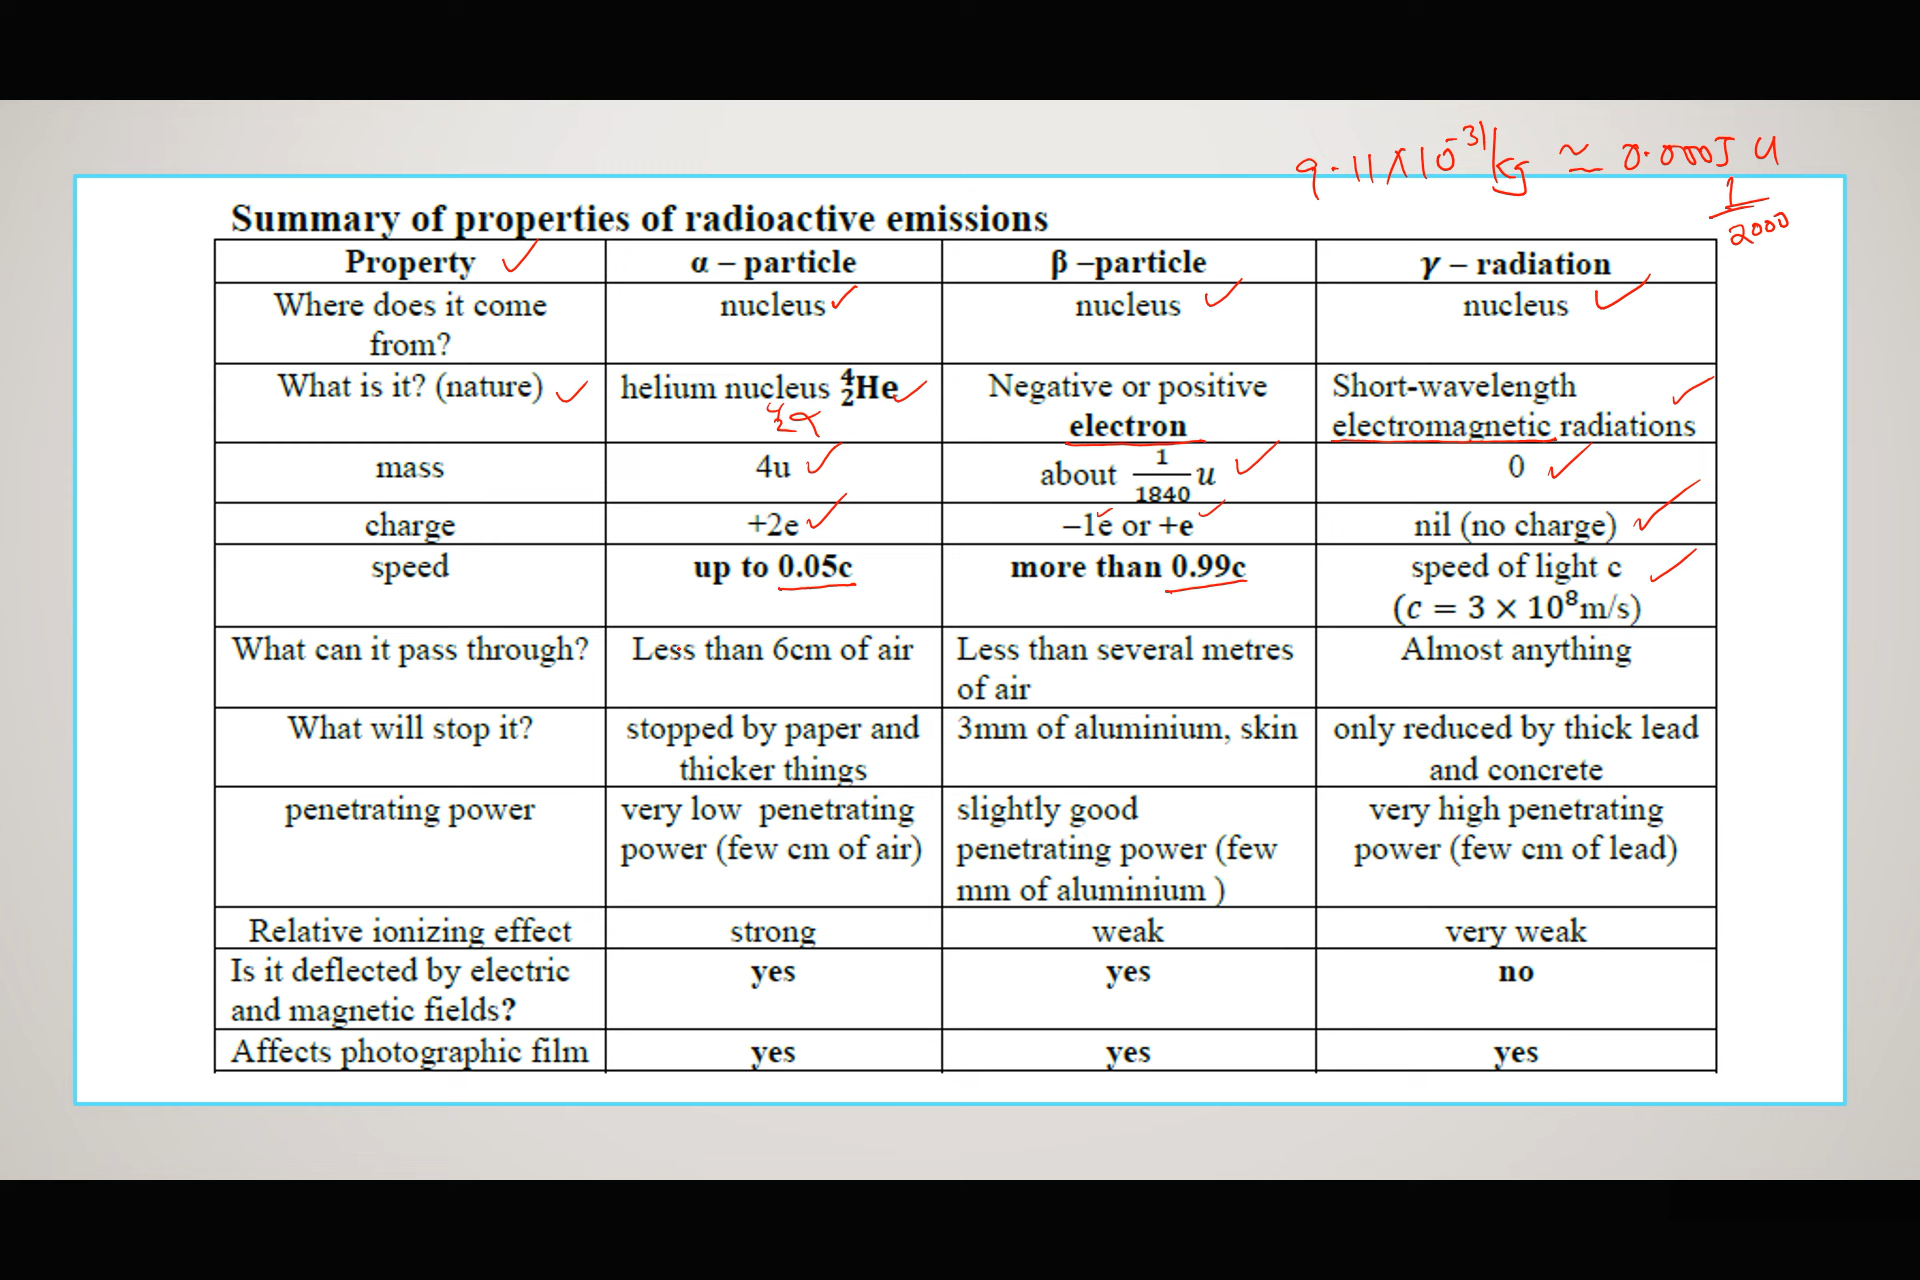 9.11×10⁻³¹kg ≃ 0.0005 u
1/2000
Summary of properties of radioactive emissions
Property
α – particle
β –particle
γ – radiation
Where does it come
from?
nucleus
nucleus
nucleus
What is it? (nature)
helium nucleus ⁴₂He
⁴₂α
Negative or positive
electron
Short-wavelength
electromagnetic radiations
mass
4u
about 1/1840 u
0
charge
+2e
–1e or +e
nil (no charge)
speed
up to 0.05c
more than 0.99c
speed of light c
(c = 3 × 10⁸m/s)
What can it pass through?
Less than 6cm of air
Less than several metres
of air
Almost anything
What will stop it?
stopped by paper and
thicker things
3mm of aluminium, skin
only reduced by thick lead
and concrete
penetrating power
very low penetrating
power (few cm of air)
slightly good
penetrating power (few
mm of aluminium )
very high penetrating
power (few cm of lead)
Relative ionizing effect
strong
weak
very weak
Is it deflected by electric
and magnetic fields?
yes
yes
no
Affects photographic film
yes
yes
yes